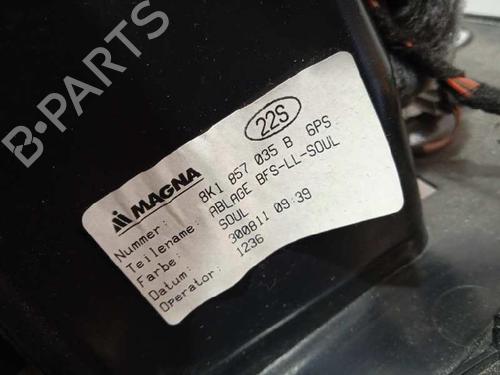 22S
MAGNA
Nummer: 8K1 857 035 B 6PS
Teilename: ABLAGE BFS-LL-SOUL
Farbe: SOUL
Datum: 300811 09:39
Operator: 1236
B-PARTS